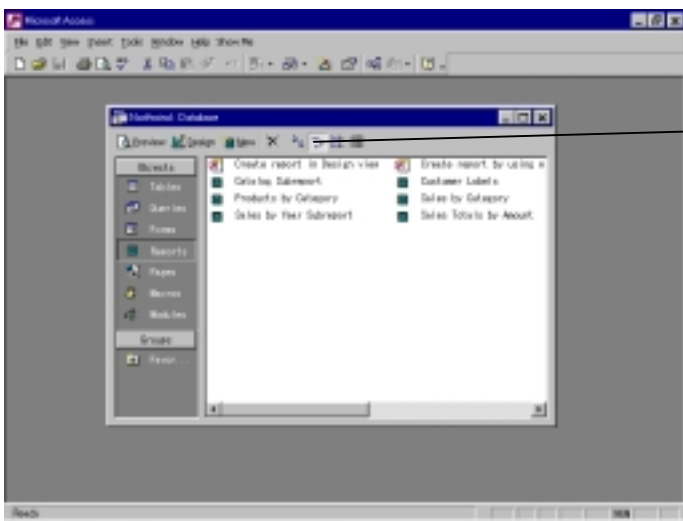 Microsoft Access
File Edit View Insert Tools Window Help Show Me
Northwind Database
Preview Design New
Objects
Tables
Queries
Forms
Reports
Pages
Macros
Modules
Groups
Favor...
Create report in Design view
Catalog Subreport
Products by Category
Sales by Year Subreport
Create report by using w
Customer Labels
Sales by Category
Sales Totals by Amount
Ready
NUM